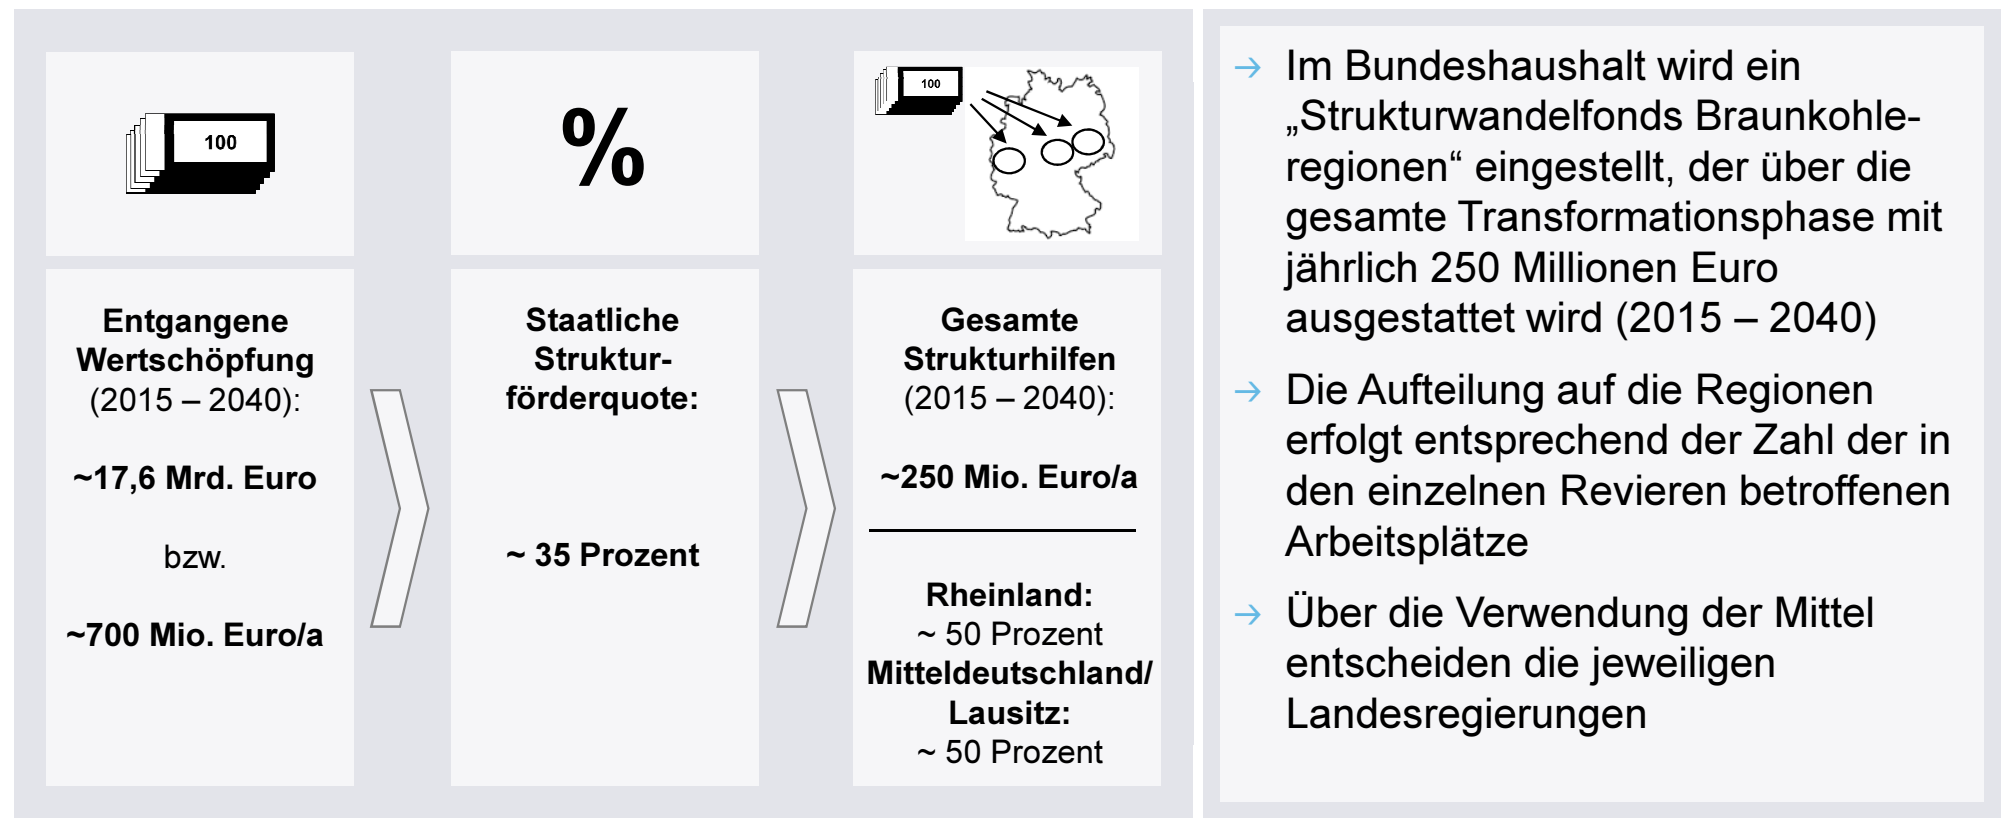 100
Entgangene
Wertschöpfung
(2015 – 2040):
~17,6 Mrd. Euro
bzw.
~700 Mio. Euro/a
%
Staatliche
Struktur-
förderquote:
~ 35 Prozent
100
Gesamte
Strukturhilfen
(2015 – 2040):
~250 Mio. Euro/a
Rheinland:
~ 50 Prozent
Mitteldeutschland/
Lausitz:
~ 50 Prozent
→ Im Bundeshaushalt wird ein
„Strukturwandelfonds Braunkohle-
regionen“ eingestellt, der über die
gesamte Transformationsphase mit
jährlich 250 Millionen Euro
ausgestattet wird (2015 – 2040)
→ Die Aufteilung auf die Regionen
erfolgt entsprechend der Zahl der in
den einzelnen Revieren betroffenen
Arbeitsplätze
→ Über die Verwendung der Mittel
entscheiden die jeweiligen
Landesregierungen